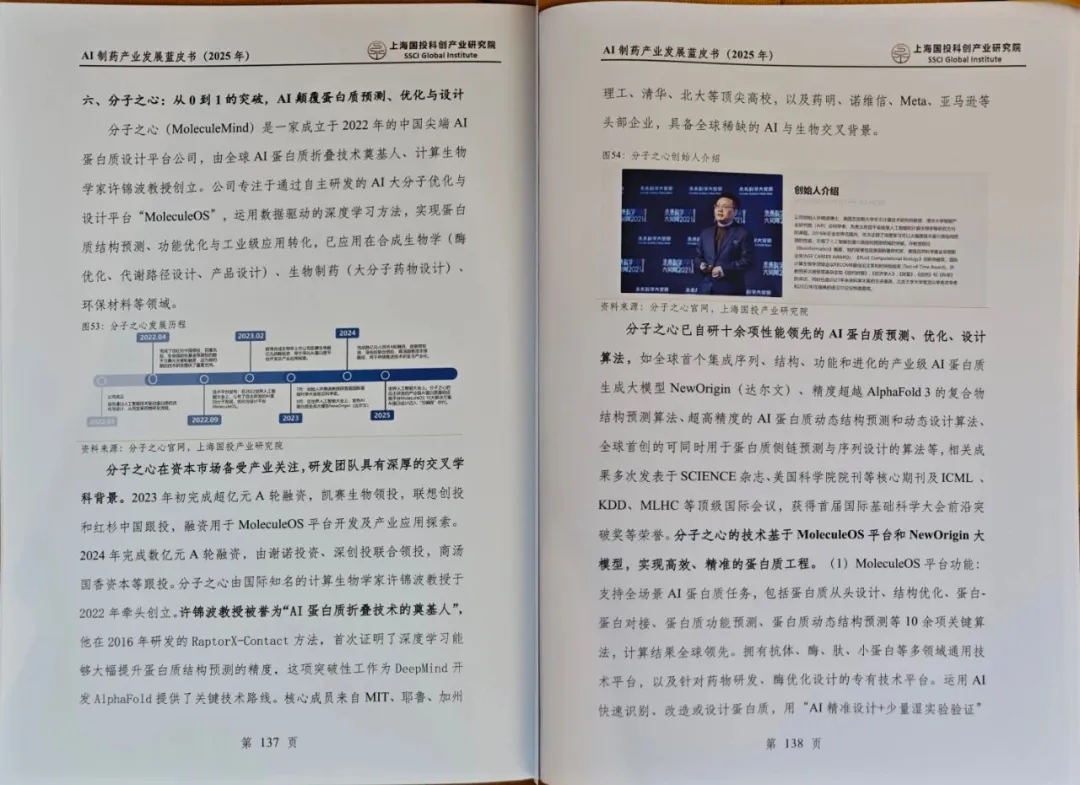 AI 制药产业发展蓝皮书（2025 年）
上海国投科创产业研究院
SSCI Global Institute
六、分子之心：从 0 到 1 的突破，AI 颠覆蛋白质预测、优化与设计
分子之心（MoleculeMind）是一家成立于 2022 年的中国尖端 AI
蛋白质设计平台公司，由全球 AI 蛋白质折叠技术奠基人、计算生物
学家许锦波教授创立。公司专注于通过自主研发的 AI 大分子优化与
设计平台“MoleculeOS”，运用数据驱动的深度学习方法，实现蛋白
质结构预测、功能优化与工业级应用转化，已应用在合成生物学（酶
优化、代谢路径设计、产品设计）、生物制药（大分子药物设计）、
环保材料等领域。
图53：分子之心发展历程
2022.04
2023.02
2024
公司成立
2022.09
2023
2025
资料来源：分子之心官网，上海国投产业研究院
分子之心在资本市场备受产业关注，研发团队具有深厚的交叉学
科背景。2023 年初完成超亿元 A 轮融资，凯赛生物领投，联想创投
和红杉中国跟投，融资用于 MoleculeOS 平台开发及产业应用探索。
2024 年完成数亿元 A 轮融资，由谢诺投资、深创投联合领投，商汤
国香资本等跟投。分子之心由国际知名的计算生物学家许锦波教授于
2022 年牵头创立。许锦波教授被誉为“AI 蛋白质折叠技术的奠基人”，
他在 2016 年研发的 RaptorX-Contact 方法，首次证明了深度学习能
够大幅提升蛋白质结构预测的精度，这项突破性工作为 DeepMind 开
发 AlphaFold 提供了关键技术路线。核心成员来自 MIT、耶鲁、加州
第 137 页
AI 制药产业发展蓝皮书（2025 年）
上海国投科创产业研究院
SSCI Global Institute
理工、清华、北大等顶尖高校，以及药明、诺维信、Meta、亚马逊等
头部企业，具备全球稀缺的 AI 与生物交叉背景。
图54：分子之心创始人介绍
创始人介绍
资料来源：分子之心官网，上海国投产业研究院
分子之心已自研十余项性能领先的 AI 蛋白质预测、优化、设计
算法，如全球首个集成序列、结构、功能和进化的产业级 AI 蛋白质
生成大模型 NewOrigin（达尔文）、精度超越 AlphaFold 3 的复合物
结构预测算法、超高精度的 AI 蛋白质动态结构预测和动态设计算法、
全球首创的可同时用于蛋白质侧链预测与序列设计的算法等，相关成
果多次发表于 SCIENCE 杂志、美国科学院院刊等核心期刊及 ICML 、
KDD、MLHC 等顶级国际会议，获得首届国际基础科学大会前沿突
破奖等荣誉。分子之心的技术基于 MoleculeOS 平台和 NewOrigin 大
模型，实现高效、精准的蛋白质工程。（1）MoleculeOS 平台功能：
支持全场景 AI 蛋白质任务，包括蛋白质从头设计、结构优化、蛋白-
蛋白对接、蛋白质功能预测、蛋白质动态结构预测等 10 余项关键算
法，计算结果全球领先。拥有抗体、酶、肽、小蛋白等多领域通用技
术平台，以及针对药物研发、酶优化设计的专有技术平台。运用 AI
快速识别、改造或设计蛋白质，用“AI 精准设计+少量湿实验验证”
第 138 页